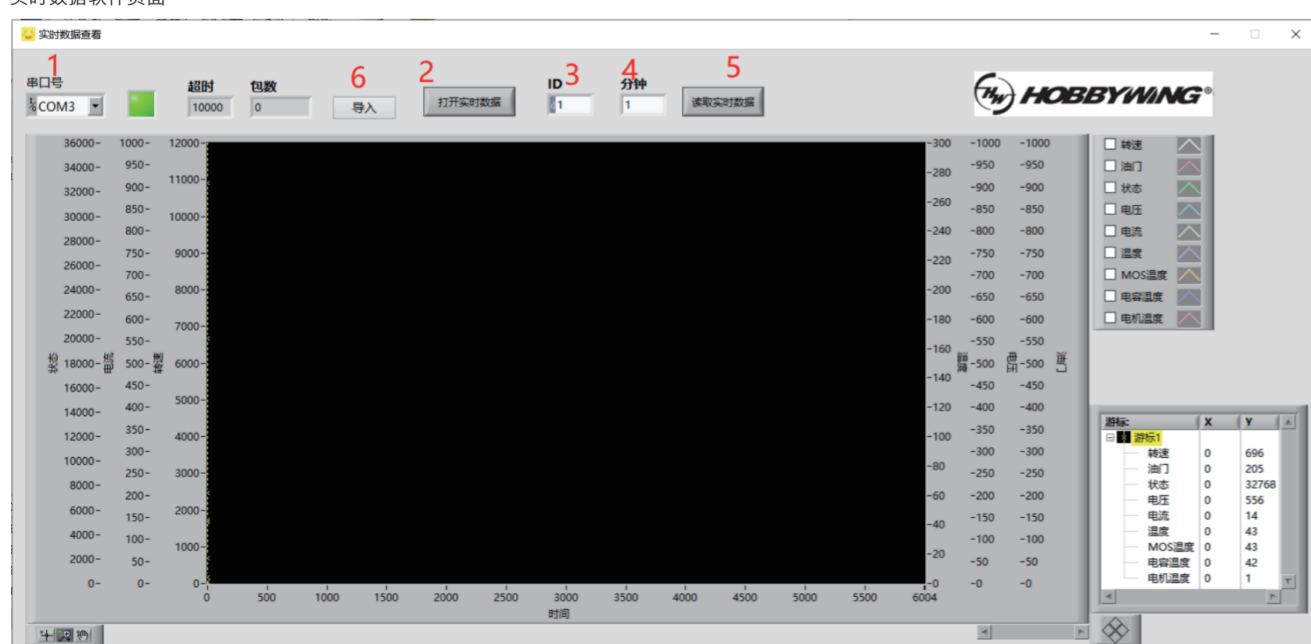 实时数据软件页面
实时数据查看
1
串口号
COM3
超时
10000
包数
0
6
导入
2
打开实时数据
ID
3
1
4
分钟
1
5
读取实时数据
HW
HOBBYWING®
状态
36000
34000
32000
30000
28000
26000
24000
22000
20000
18000
16000
14000
12000
10000
8000
6000
4000
2000
0
电流
1000
950
900
850
800
750
700
650
600
550
500
450
400
350
300
250
200
150
100
50
0
转速
12000
11000
10000
9000
8000
7000
6000
5000
4000
3000
2000
1000
0
0 500 1000 1500 2000 2500 3000 3500 4000 4500 5000 5500 6004
时间
-300
-280
-260
-240
-220
-200
-180
-160
-140
-120
-100
-80
-60
-40
-20
-0
温度
-1000
-950
-900
-850
-800
-750
-700
-650
-600
-550
-500
-450
-400
-350
-300
-250
-200
-150
-100
-50
-0
电压
-1000
-950
-900
-850
-800
-750
-700
-650
-600
-550
-500
-450
-400
-350
-300
-250
-200
-150
-100
-50
-0
油门
转速
油门
状态
电压
电流
温度
MOS温度
电容温度
电机温度
游标: X Y
游标1
转速 0 696
油门 0 205
状态 0 32768
电压 0 556
电流 0 14
温度 0 43
MOS温度 0 43
电容温度 0 42
电机温度 0 1